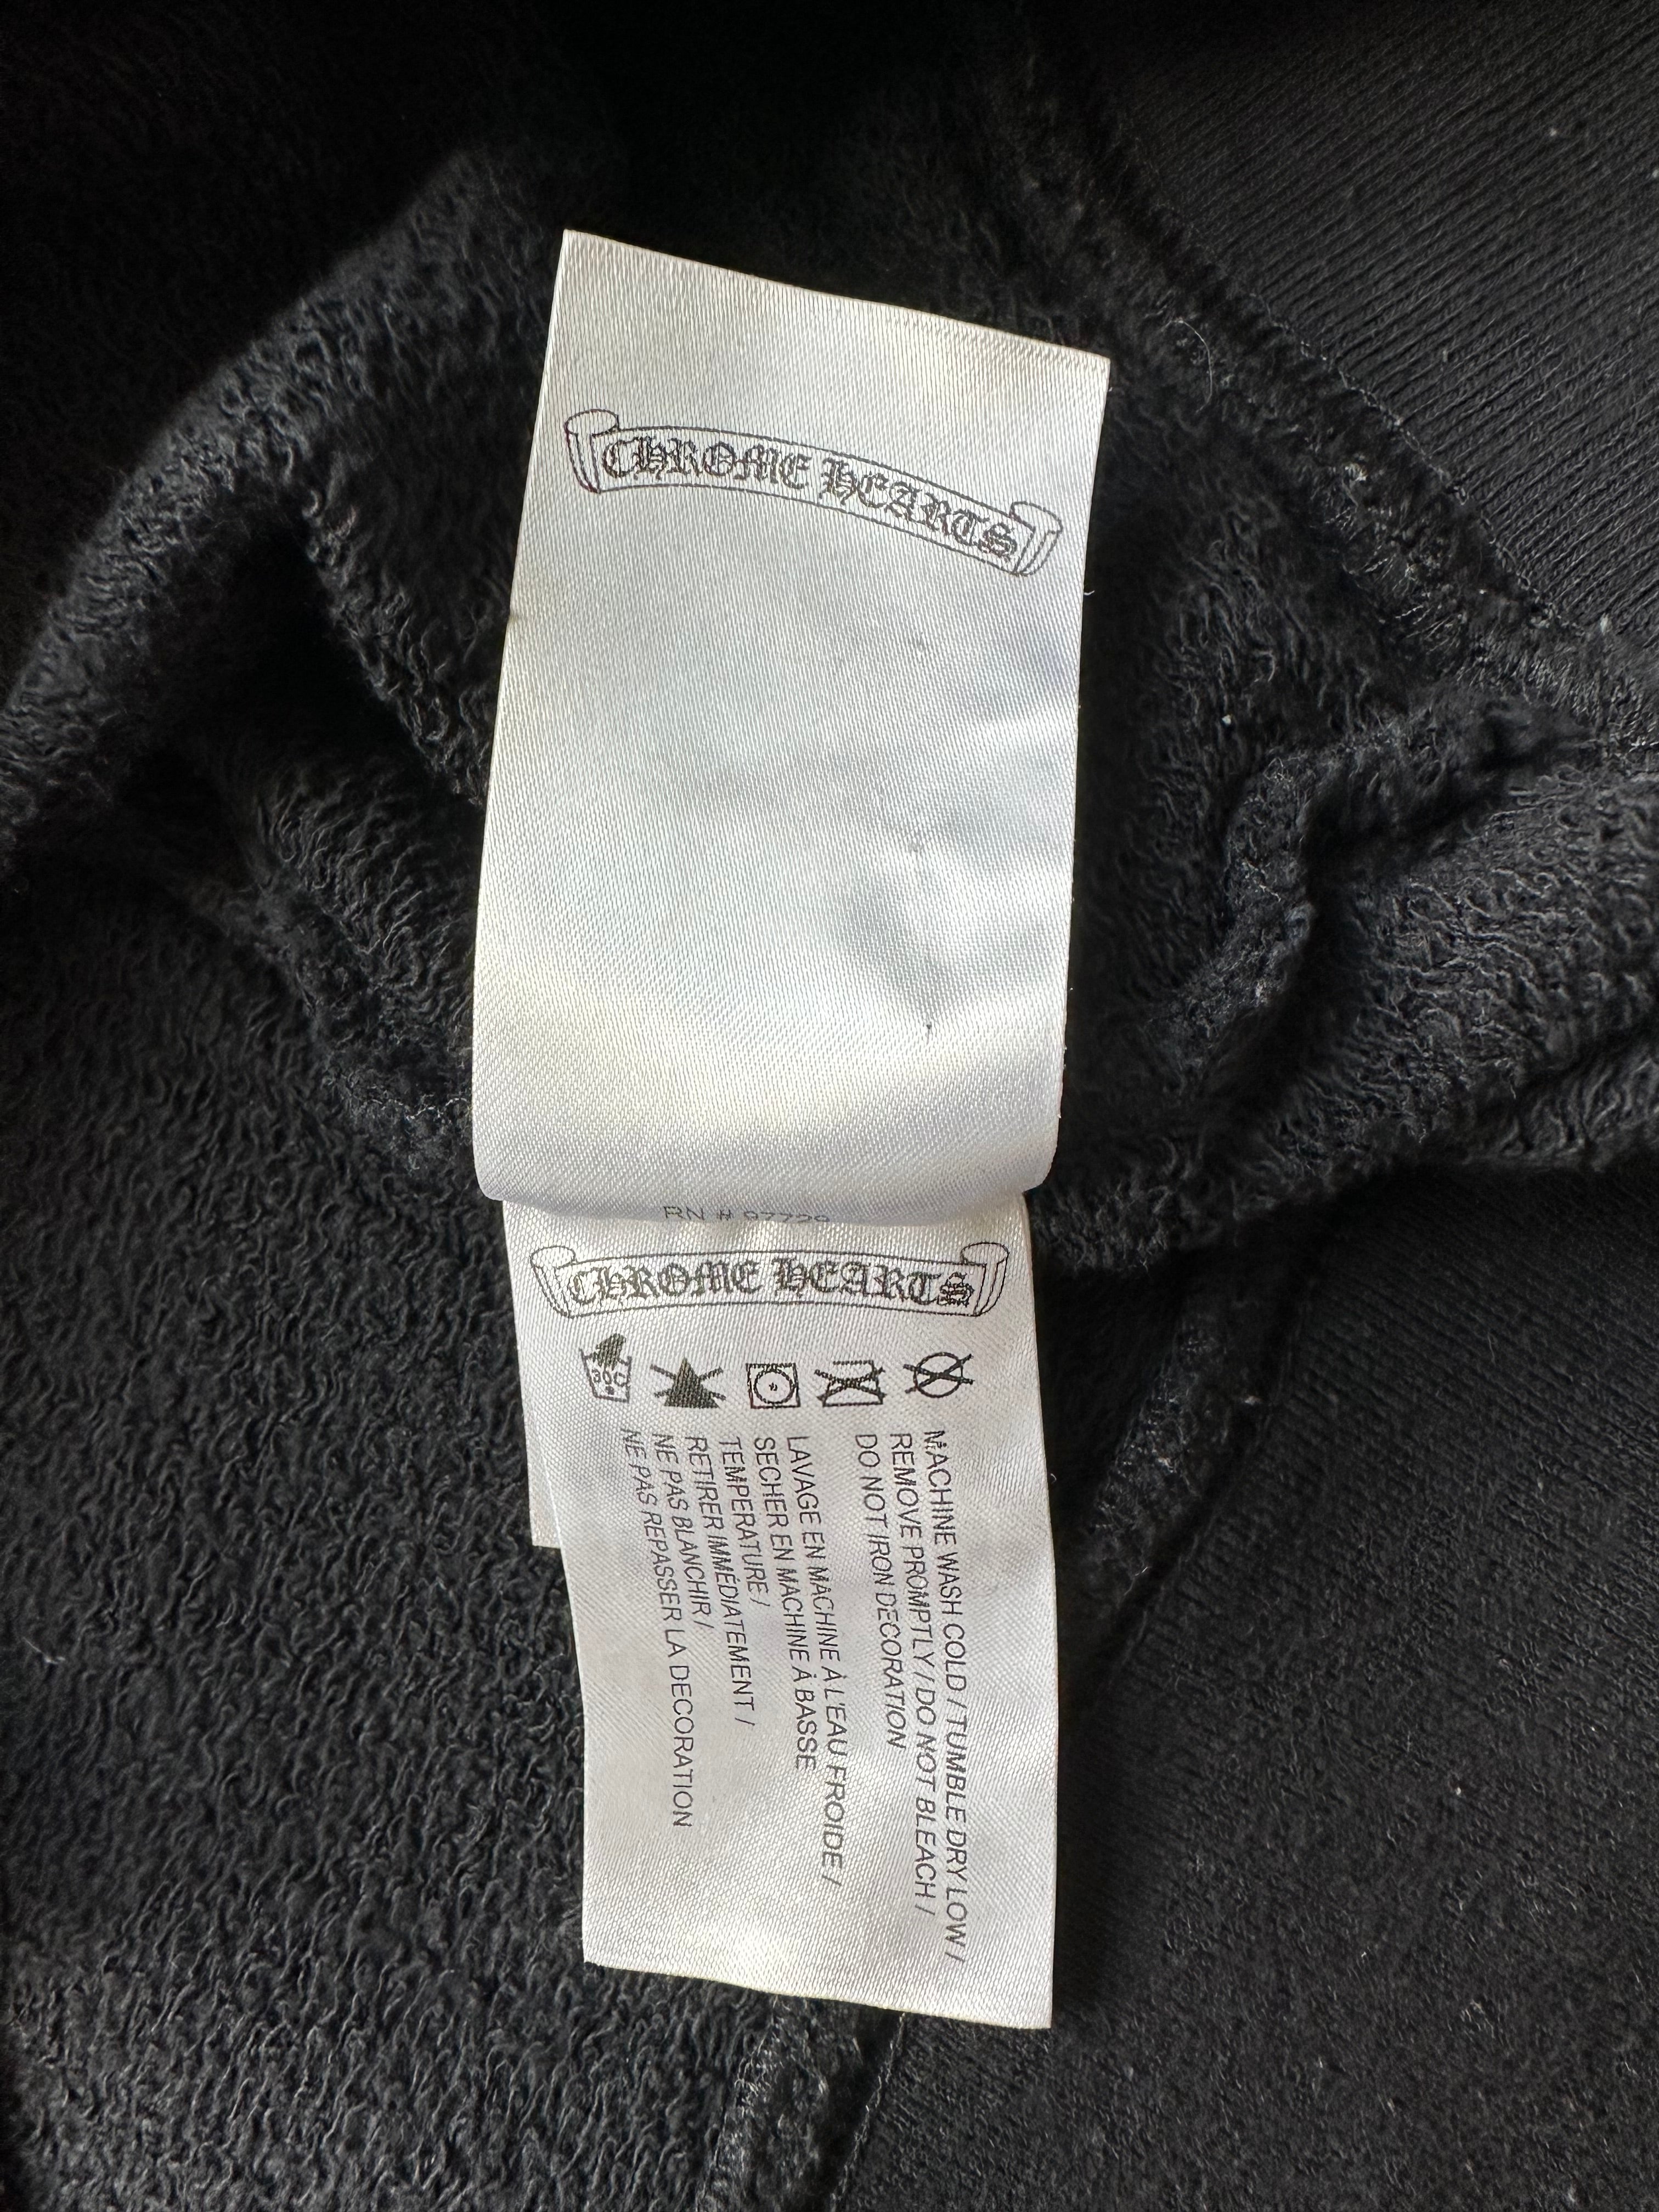 CHROME HEARTS
RN # 97729
CHROME HEARTS
30C
MACHINE WASH COLD / TUMBLE DRY LOW /
REMOVE PROMPTLY / DO NOT BLEACH /
DO NOT IRON DECORATION
LAVAGE EN MACHINE À L'EAU FROIDE /
SECHER EN MACHINE À BASSE
TEMPERATURE /
RETIRER IMMÉDIATEMENT /
NE PAS BLANCHIR /
NE PAS REPASSER LA DECORATION